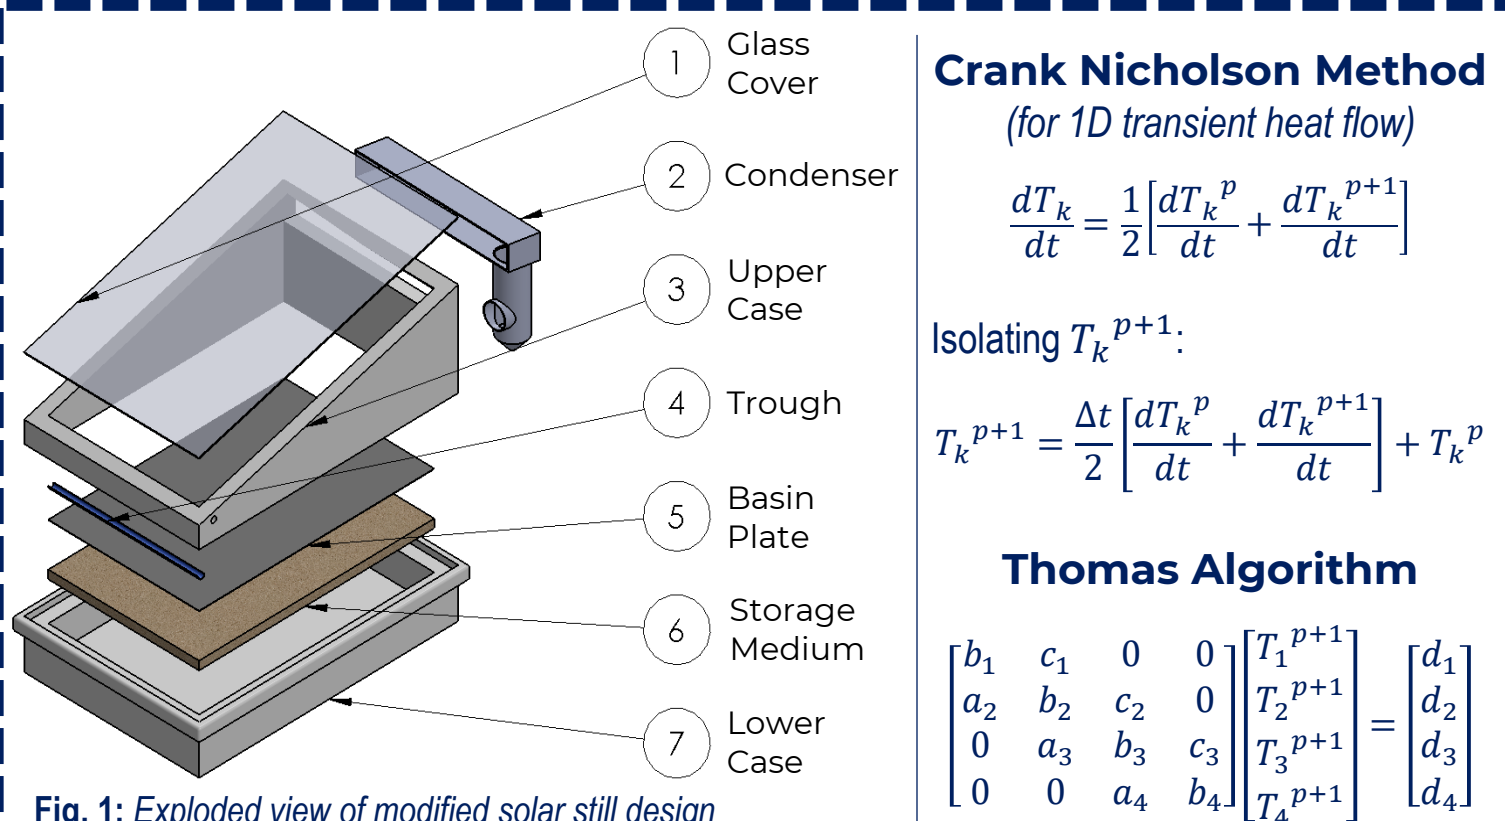 1
Glass
Cover
2
Condenser
3
Upper
Case
4
Trough
5
Basin
Plate
6
Storage
Medium
7
Lower
Case
Fig. 1: Exploded view of modified solar still design
Crank Nicholson Method
(for 1D transient heat flow)
dT_k/dt = 1/2 [dT_k^p/dt + dT_k^{p+1}/dt]
Isolating T_k^{p+1}:
T_k^{p+1} = Δt/2 [dT_k^p/dt + dT_k^{p+1}/dt] + T_k^p
Thomas Algorithm
[b_1 c_1 0 0] [T_1^{p+1}] [d_1]
[a_2 b_2 c_2 0] [T_2^{p+1}] = [d_2]
[0 a_3 b_3 c_3] [T_3^{p+1}] [d_3]
[0 0 a_4 b_4] [T_4^{p+1}] [d_4]